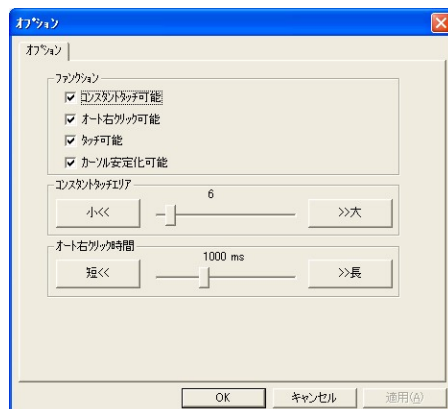 オプション
オプション
ファンクション
コンスタントタッチ可能
オート右クリック可能
タッチ可能
カーソル安定化可能
コンスタントタッチエリア
6
小<<
>>大
オート右クリック時間
1000 ms
短<<
>>長
OK
キャンセル
適用(A)